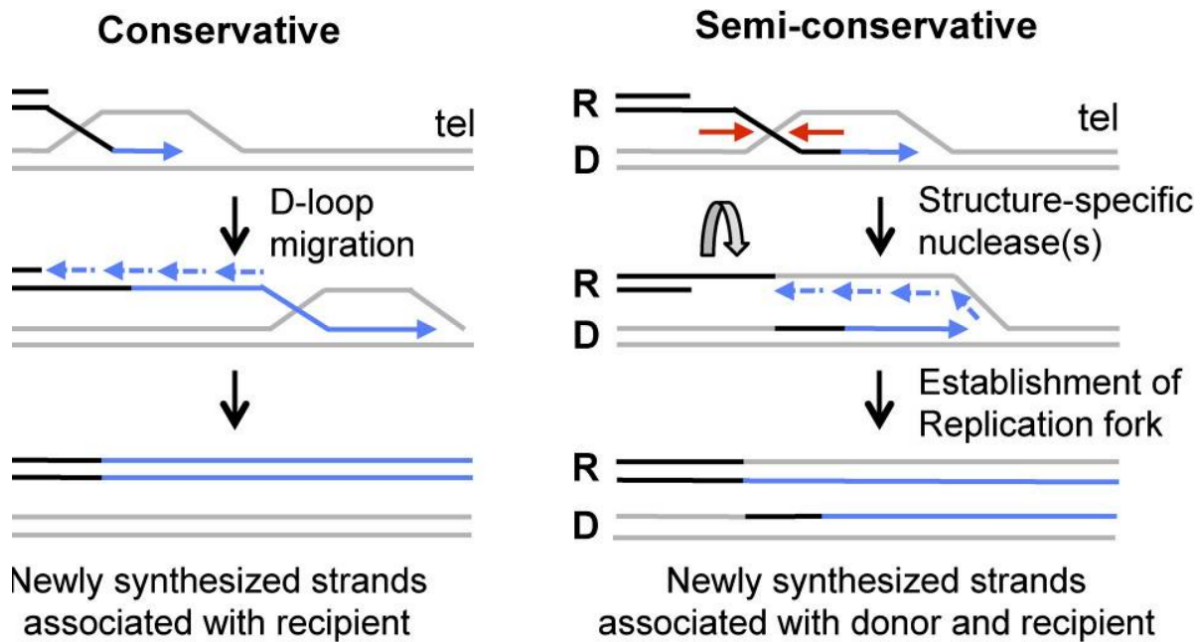 Conservative
tel
D-loop
migration
Newly synthesized strands
associated with recipient
Semi-conservative
R
tel
D
Structure-specific
nuclease(s)
R
D
Establishment of
Replication fork
R
D
Newly synthesized strands
associated with donor and recipient